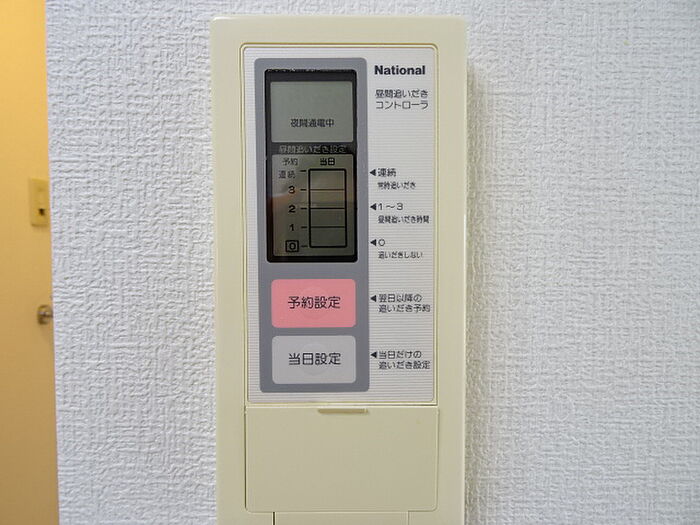 National
昼間追いだき
コントローラ
夜間通電中
昼間追いだき設定
予約 当日
連続
3
2
1
0
◀連続
常時追いだき
◀1～3
昼間追いだき時間
◀0
追いだきしない
予約設定
◀翌日以降の
追いだき予約
当日設定
◀当日だけの
追いだき設定